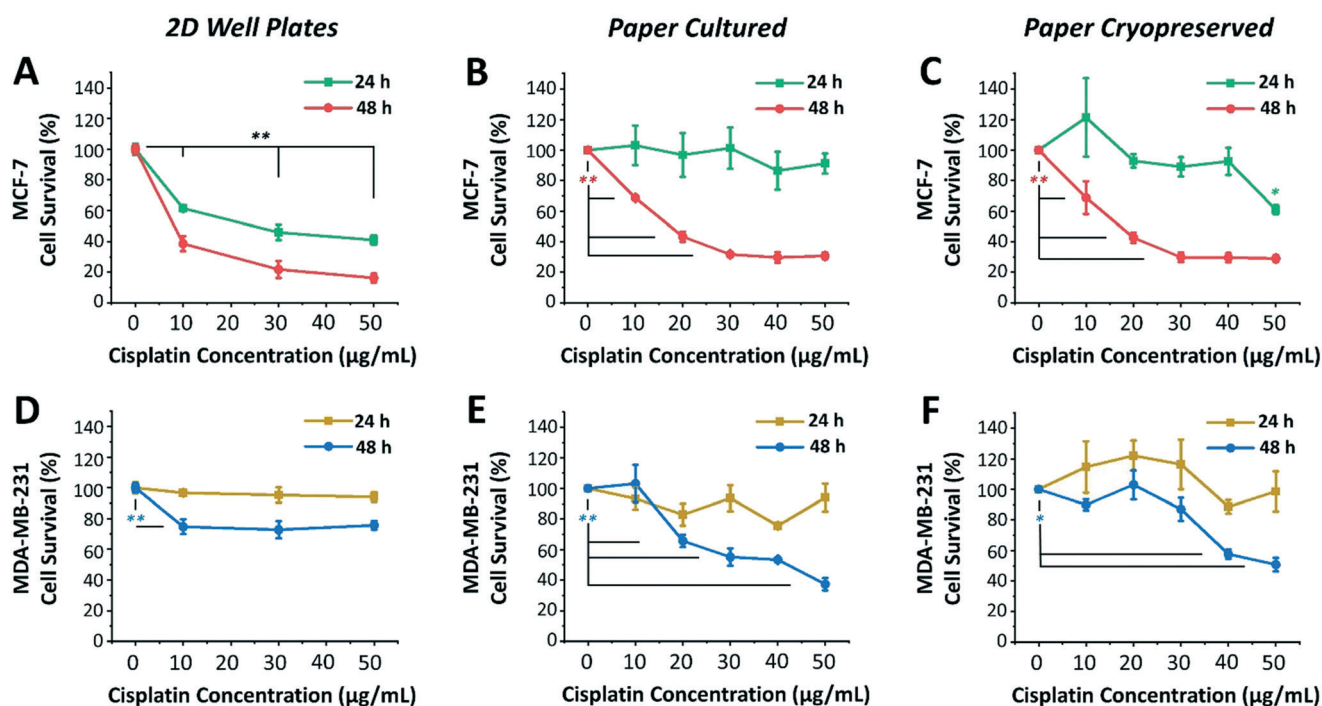 2D Well Plates
Paper Cultured
Paper Cryopreserved
A
MCF-7
Cell Survival (%)
140
120
100
80
60
40
20
0
24 h
48 h
**
0 10 20 30 40 50
Cisplatin Concentration (µg/mL)
B
MCF-7
Cell Survival (%)
140
120
100
80
60
40
20
0
24 h
48 h
**
0 10 20 30 40 50
Cisplatin Concentration (µg/mL)
C
MCF-7
Cell Survival (%)
140
120
100
80
60
40
20
0
24 h
48 h
**
*
0 10 20 30 40 50
Cisplatin Concentration (µg/mL)
D
MDA-MB-231
Cell Survival (%)
140
120
100
80
60
40
20
0
24 h
48 h
**
0 10 20 30 40 50
Cisplatin Concentration (µg/mL)
E
MDA-MB-231
Cell Survival (%)
140
120
100
80
60
40
20
0
24 h
48 h
**
0 10 20 30 40 50
Cisplatin Concentration (µg/mL)
F
MDA-MB-231
Cell Survival (%)
140
120
100
80
60
40
20
0
24 h
48 h
*
0 10 20 30 40 50
Cisplatin Concentration (µg/mL)